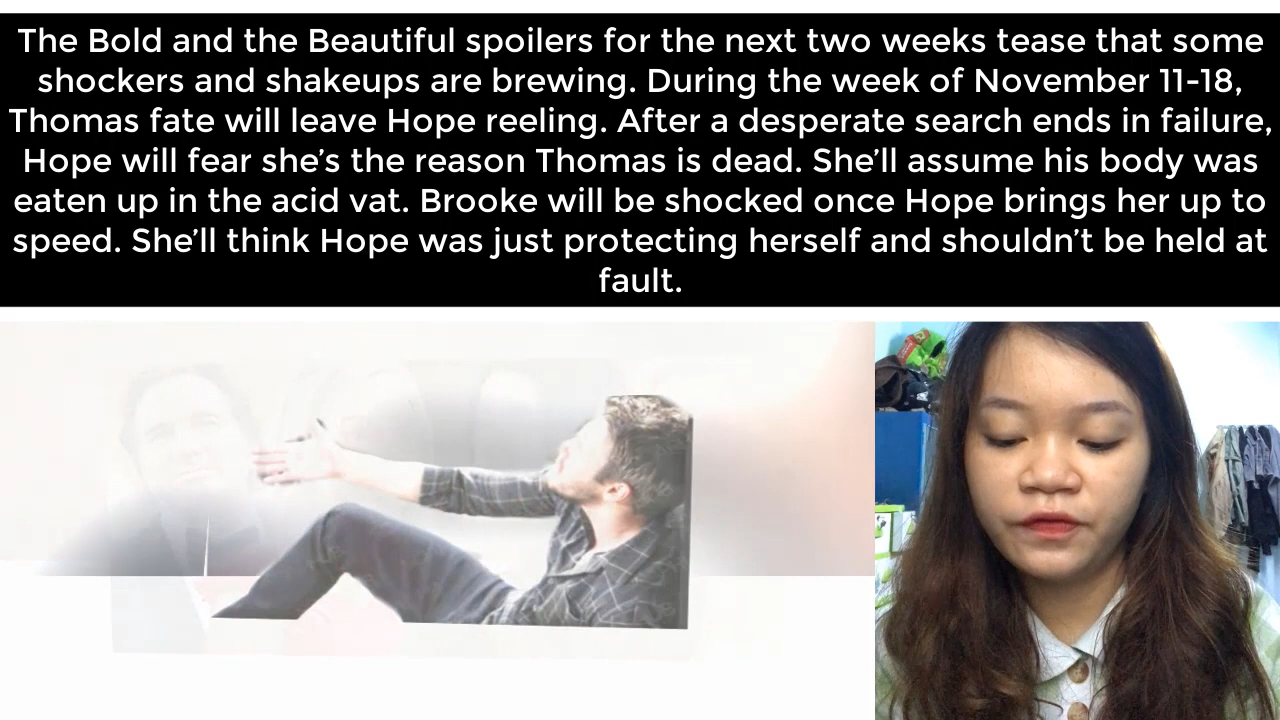 The Bold and the Beautiful spoilers for the next two weeks tease that some
shockers and shakeups are brewing. During the week of November 11-18,
Thomas fate will leave Hope reeling. After a desperate search ends in failure,
Hope will fear she’s the reason Thomas is dead. She’ll assume his body was
eaten up in the acid vat. Brooke will be shocked once Hope brings her up to
speed. She’ll think Hope was just protecting herself and shouldn’t be held at
fault.